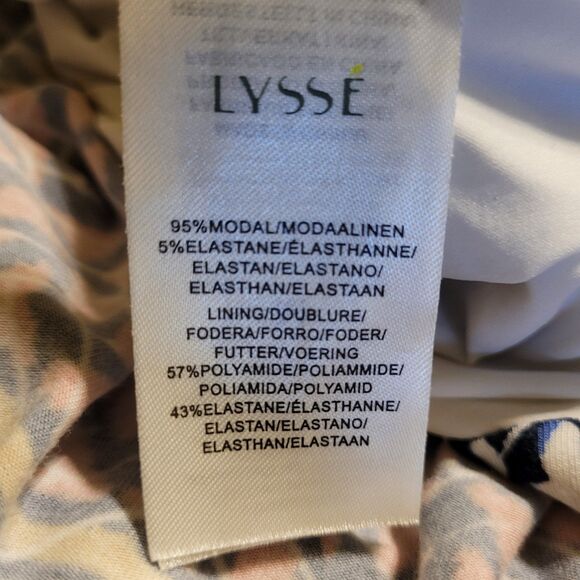 LYSSÉ
95%MODAL/MODAALINEN
5%ELASTANE/ÉLASTHANNE/
ELASTAN/ELASTANO/
ELASTHAN/ELASTAAN
LINING/DOUBLURE/
FODERA/FORRO/FODER/
FUTTER/VOERING
57%POLYAMIDE/POLIAMMIDE/
POLIAMIDA/POLYAMID
43%ELASTANE/ÉLASTHANNE/
ELASTAN/ELASTANO/
ELASTHAN/ELASTAAN